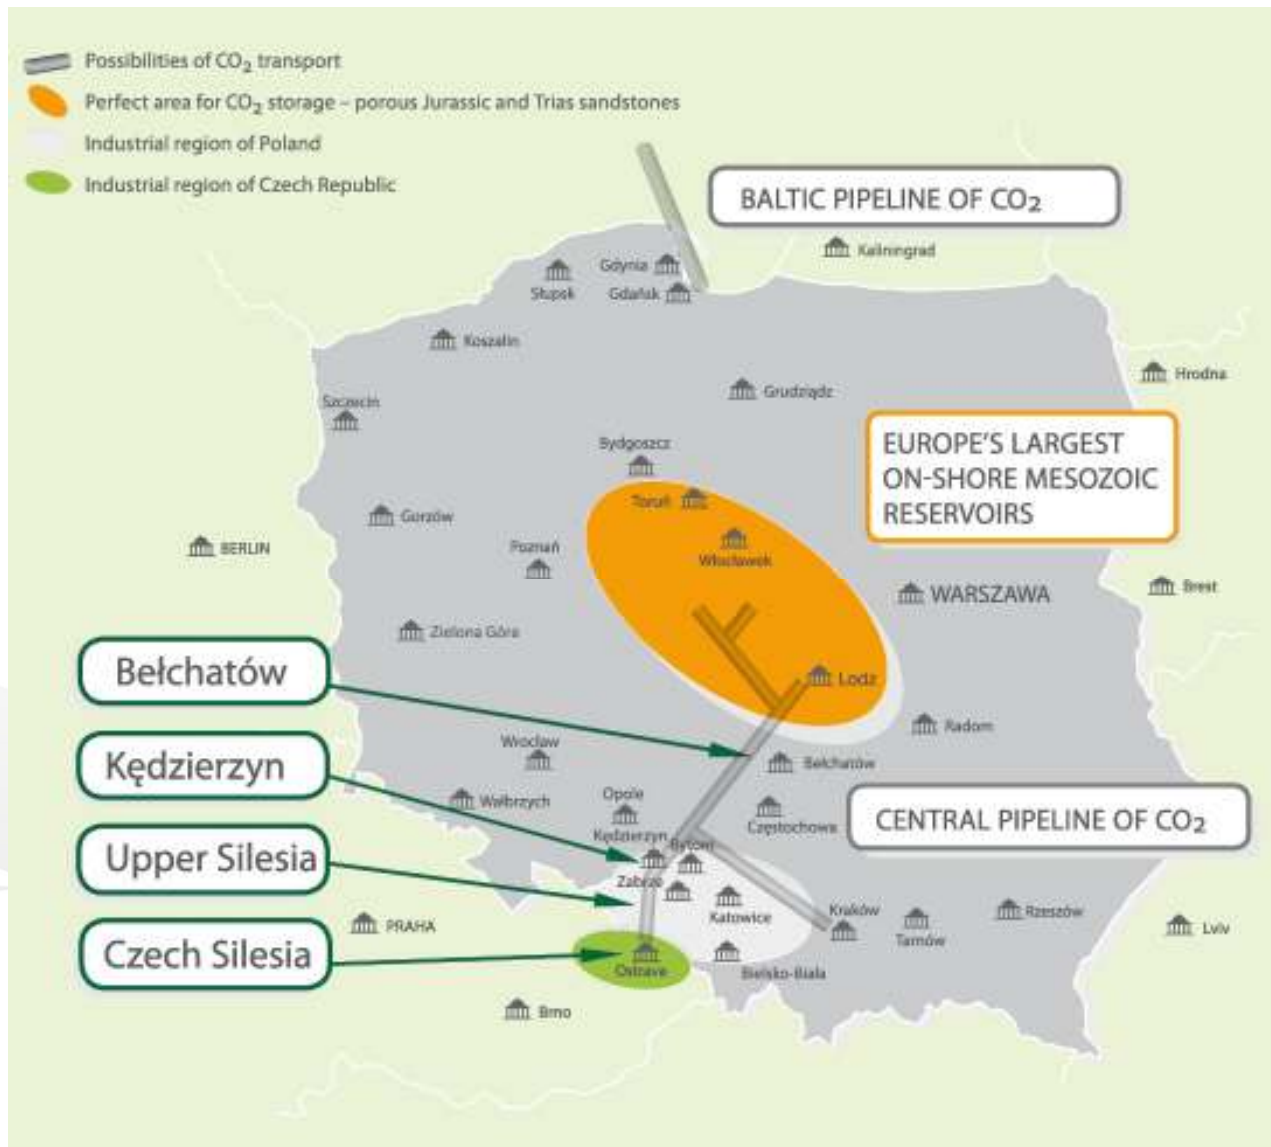 Possibilities of CO₂ transport
Perfect area for CO₂ storage – porous Jurassic and Trias sandstones
Industrial region of Poland
Industrial region of Czech Republic
BALTIC PIPELINE OF CO₂
Kaliningrad
Gdynia
Słupsk
Gdańsk
Koszalin
Hrodna
Grudziądz
Szczecin
EUROPE'S LARGEST
ON-SHORE MESOZOIC
RESERVOIRS
Bydgoszcz
Toruń
Gorzów
BERLIN
Poznań
Włocławek
Brest
WARSZAWA
Zielona Góra
Bełchatów
Lodz
Radom
Wrocław
Kędzierzyn
Bełchatów
Wałbrzych
Opole
Częstochowa
CENTRAL PIPELINE OF CO₂
Kędzierzyn
Bytom
Upper Silesia
Zabrze
Katowice
Kraków
Rzeszów
PRAHA
Tarnów
Lviv
Czech Silesia
Ostrava
Bielsko-Biala
Brno